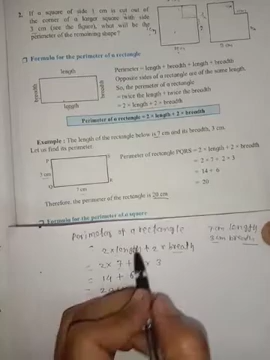 2. If a square of side 1 cm is cut out of
the corner of a larger square with side
3 cm (see the figure), what will be the
perimeter of the remaining shape?
Formula for the perimeter of a rectangle
length
breadth
breadth
length
Perimeter = length + breadth + length + breadth
Opposite sides of a rectangle are of the same length.
So, the perimeter of a rectangle
= twice the length + twice the breadth
= 2 × length + 2 × breadth
Perimeter of a rectangle = 2 × length + 2 × breadth
Example : The length of the rectangle below is 7 cm and its breadth, 3 cm.
Let us find its perimeter.
3 cm
7 cm
Perimeter of rectangle PQRS = 2 × length + 2 × breadth
= 2 × 7 + 2 × 3
= 14 + 6
= 20
Therefore, the perimeter of the rectangle is 20 cm.
Formula for the perimeter of a square
Perimeter of a rectangle
= 2 × length + 2 × breadth
= 2 × 7 + × 3
= 14 +
7 cm length
3 cm